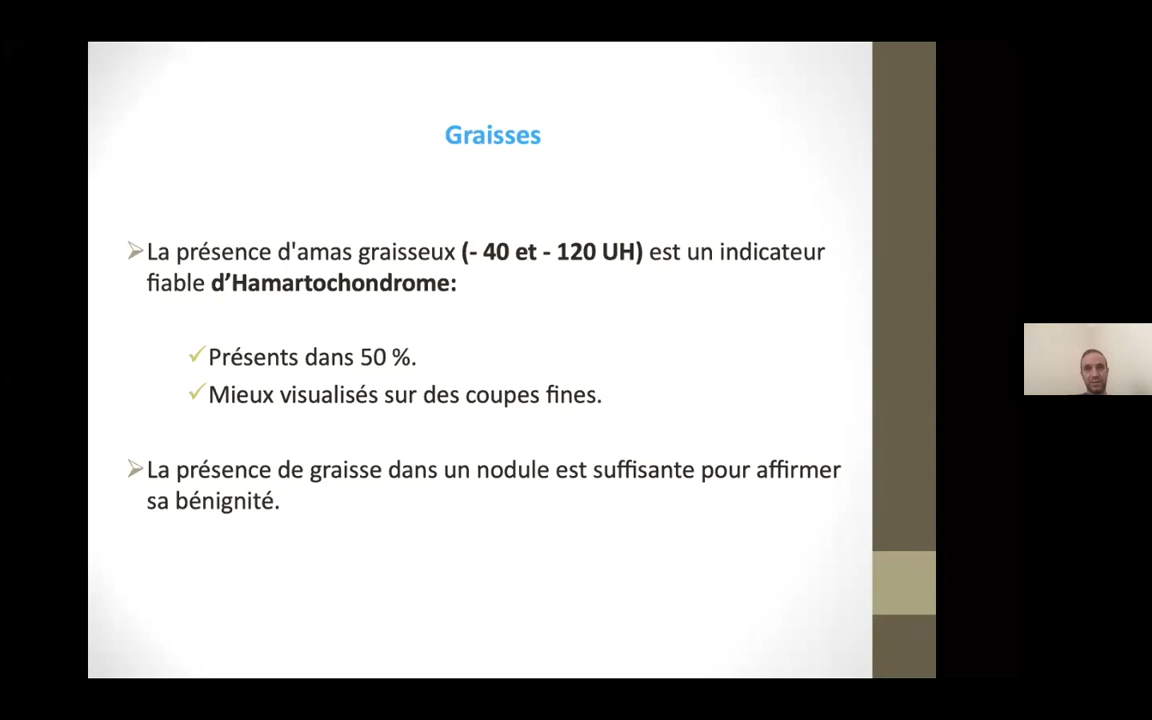 Graisses
La présence d'amas graisseux (- 40 et - 120 UH) est un indicateur
fiable d’Hamartochondrome:
Présents dans 50 %.
Mieux visualisés sur des coupes fines.
La présence de graisse dans un nodule est suffisante pour affirmer
sa bénignité.